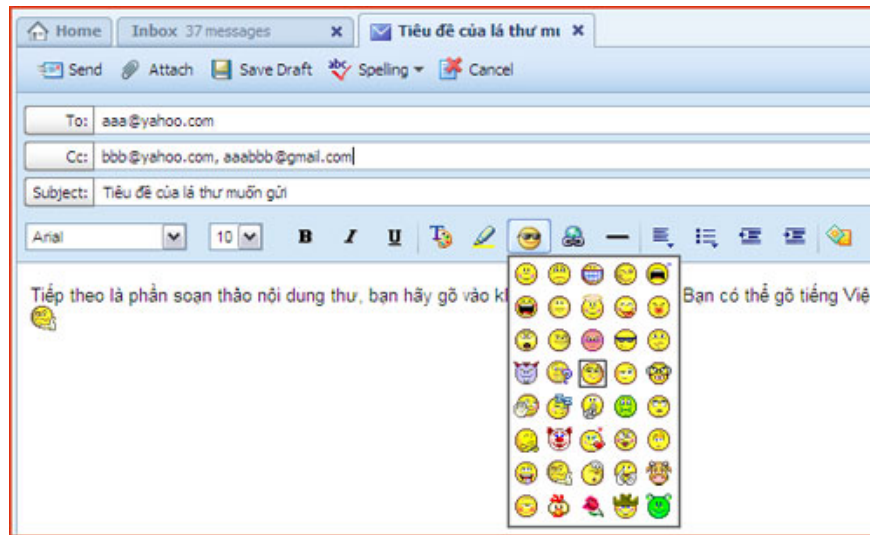 Home Inbox 37 messages Tiêu đề của lá thư mu
Send Attach Save Draft Spelling Cancel
To: aaa@yahoo.com
Cc: bbb@yahoo.com, aaabbb@gmail.com
Subject: Tiêu đề của lá thư muốn gửi
Arial 10 B I U
Tiếp theo là phần soạn thảo nội dung thư, bạn hãy gõ vào Bạn có thể gõ tiếng